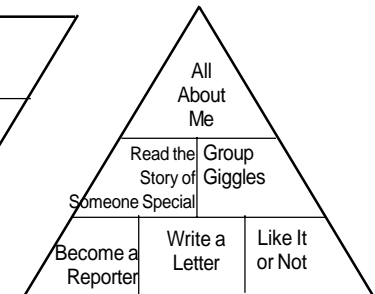 All
About
Me
Read the
Story of
Someone Special
Group
Giggles
Become a
Reporter
Write a
Letter
Like It
or Not